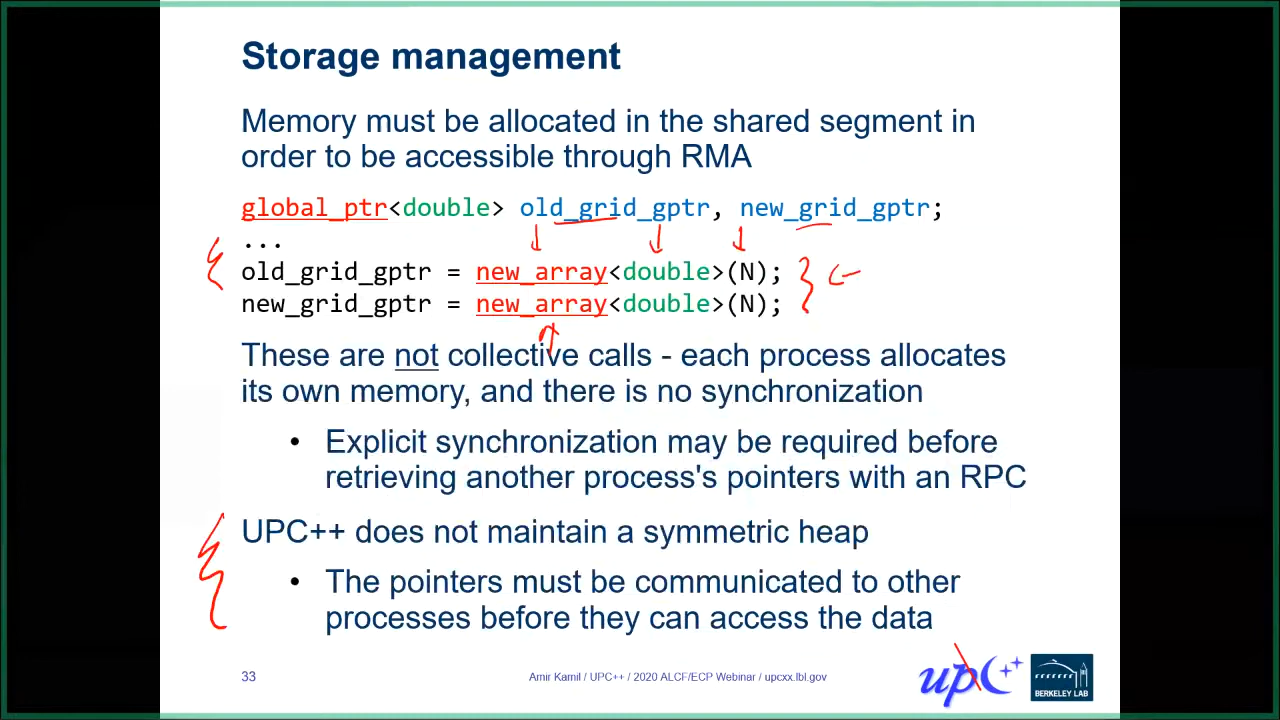 Storage management
Memory must be allocated in the shared segment in
order to be accessible through RMA
global_ptr<double> old_grid_gptr, new_grid_gptr;
...
old_grid_gptr = new_array<double>(N);
new_grid_gptr = new_array<double>(N);
These are not collective calls - each process allocates
its own memory, and there is no synchronization
• Explicit synchronization may be required before
retrieving another process's pointers with an RPC
UPC++ does not maintain a symmetric heap
• The pointers must be communicated to other
processes before they can access the data
33
Amir Kamil / UPC++ / 2020 ALCF/ECP Webinar / upcxx.lbl.gov
upC++
BERKELEY LAB